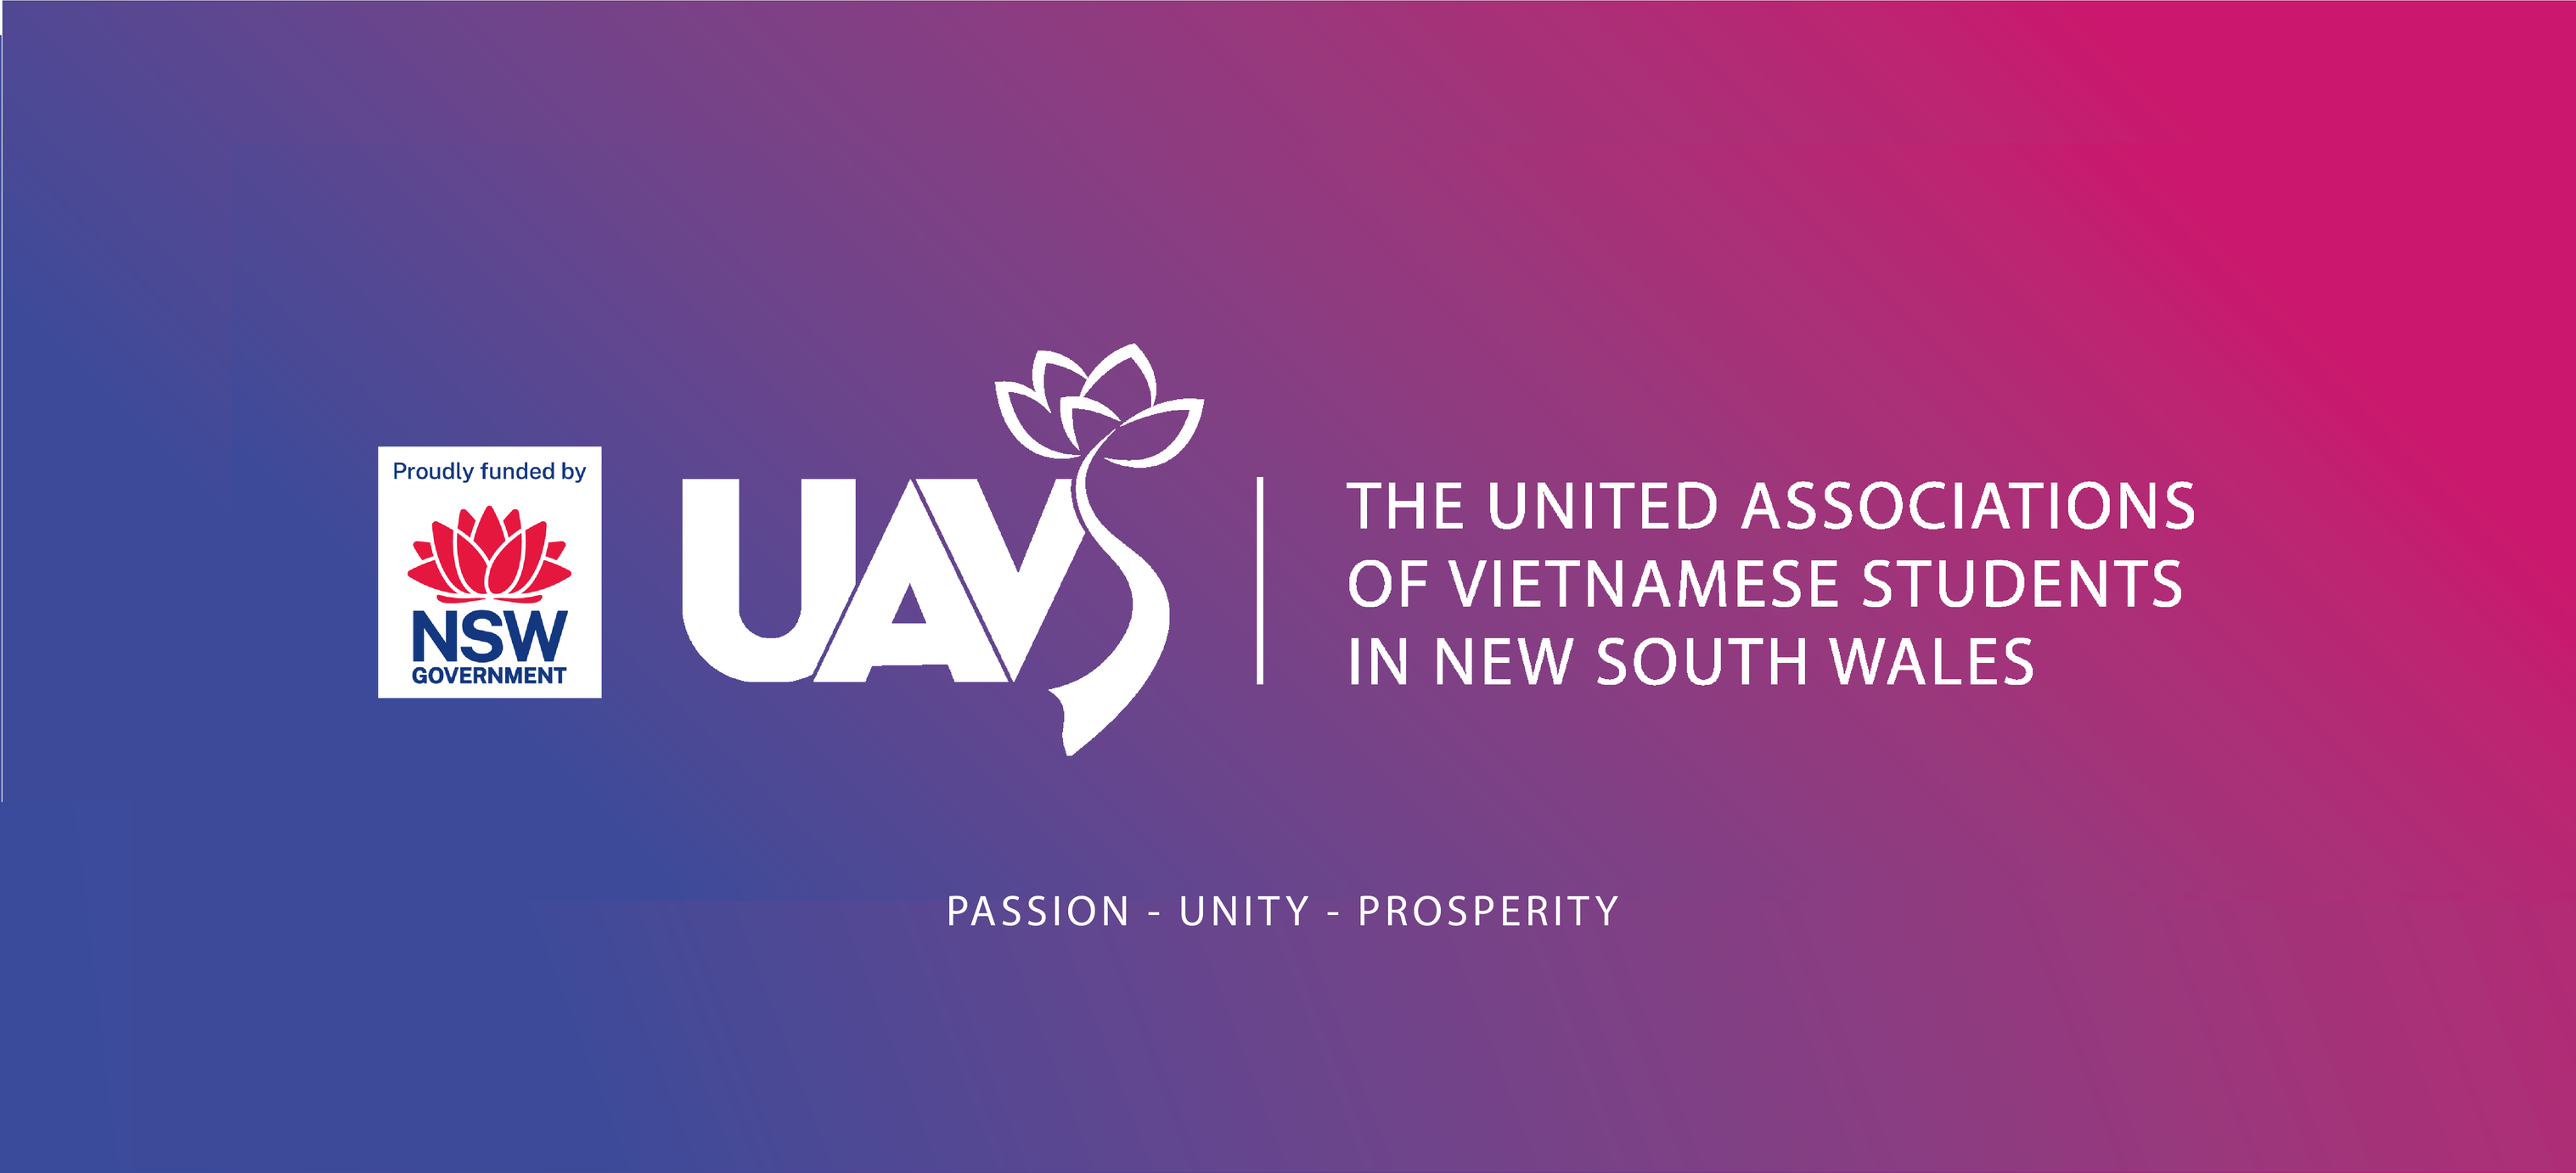 Proudly funded by
NSW
GOVERNMENT
UAVS
THE UNITED ASSOCIATIONS
OF VIETNAMESE STUDENTS
IN NEW SOUTH WALES
PASSION - UNITY - PROSPERITY